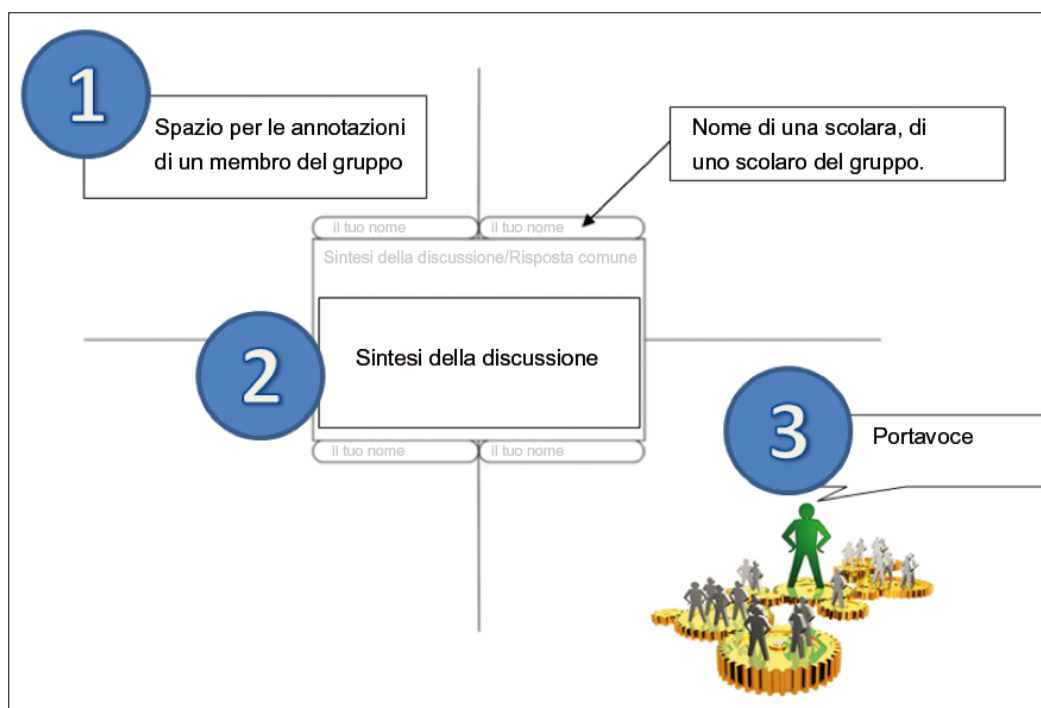 1
Spazio per le annotazioni
di un membro del gruppo
Nome di una scolara, di
uno scolaro del gruppo.
il tuo nome
il tuo nome
Sintesi della discussione/Risposta comune
2
Sintesi della discussione
3
Portavoce
il tuo nome
il tuo nome